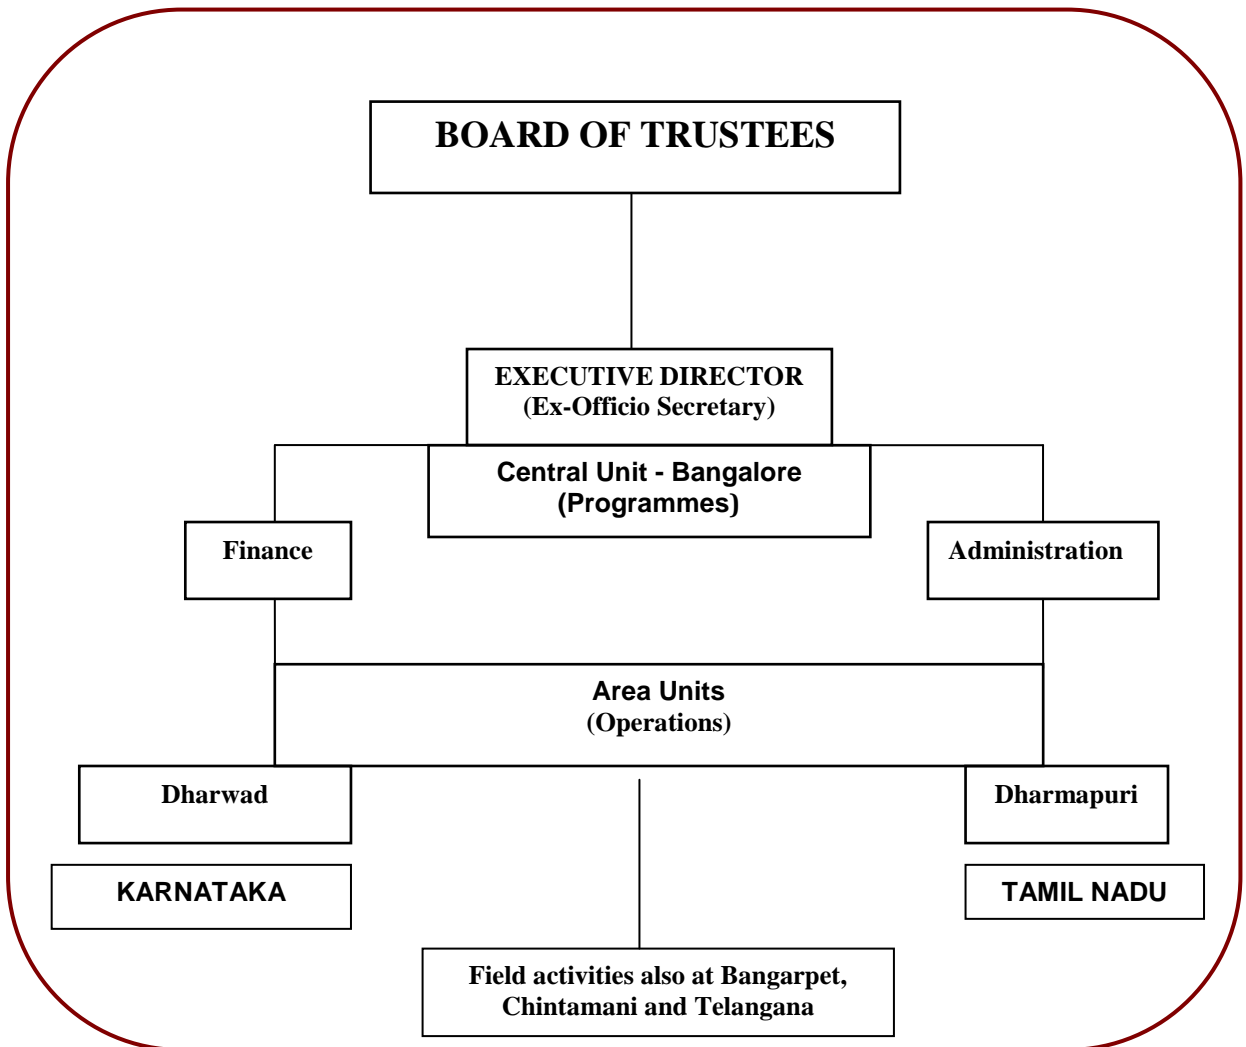 BOARD OF TRUSTEES
EXECUTIVE DIRECTOR
(Ex-Officio Secretary)
Central Unit - Bangalore
(Programmes)
Finance
Administration
Area Units
(Operations)
Dharwad
Dharmapuri
KARNATAKA
TAMIL NADU
Field activities also at Bangarpet,
Chintamani and Telangana